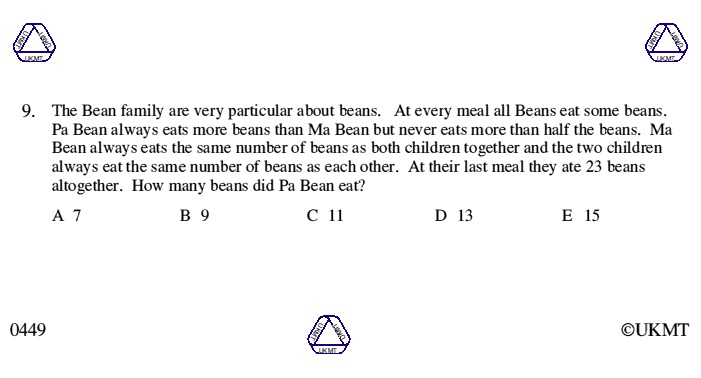 UKMT UKMT UKMT
UKMT UKMT UKMT
9. The Bean family are very particular about beans. At every meal all Beans eat some beans.
Pa Bean always eats more beans than Ma Bean but never eats more than half the beans. Ma
Bean always eats the same number of beans as both children together and the two children
always eat the same number of beans as each other. At their last meal they ate 23 beans
altogether. How many beans did Pa Bean eat?
A 7 B 9 C 11 D 13 E 15
0449
UKMT UKMT UKMT
©UKMT